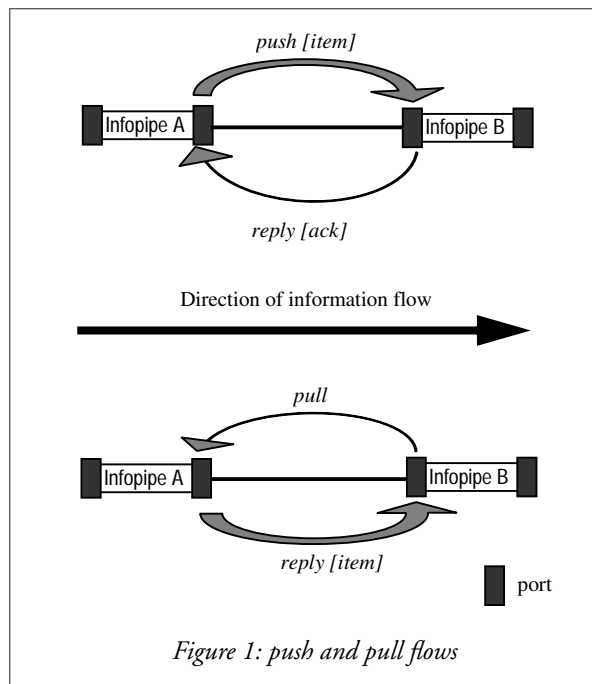 push [item]
Infopipe A
Infopipe B
reply [ack]
Direction of information flow
pull
Infopipe A
Infopipe B
reply [item]
port
Figure 1: push and pull flows